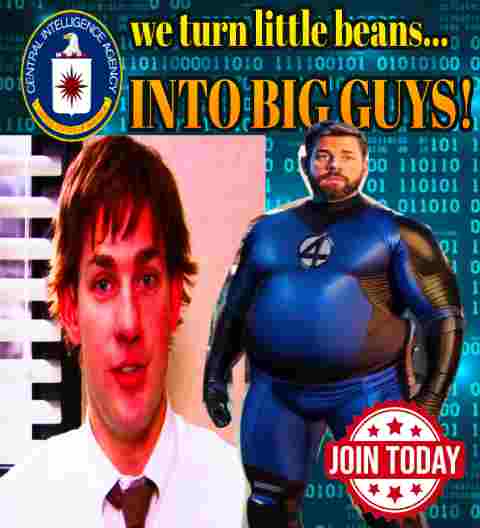 we turn little beans...
INTO BIG GUYS!
CENTRAL INTELLIGENCE AGENCY
4
JOIN TODAY